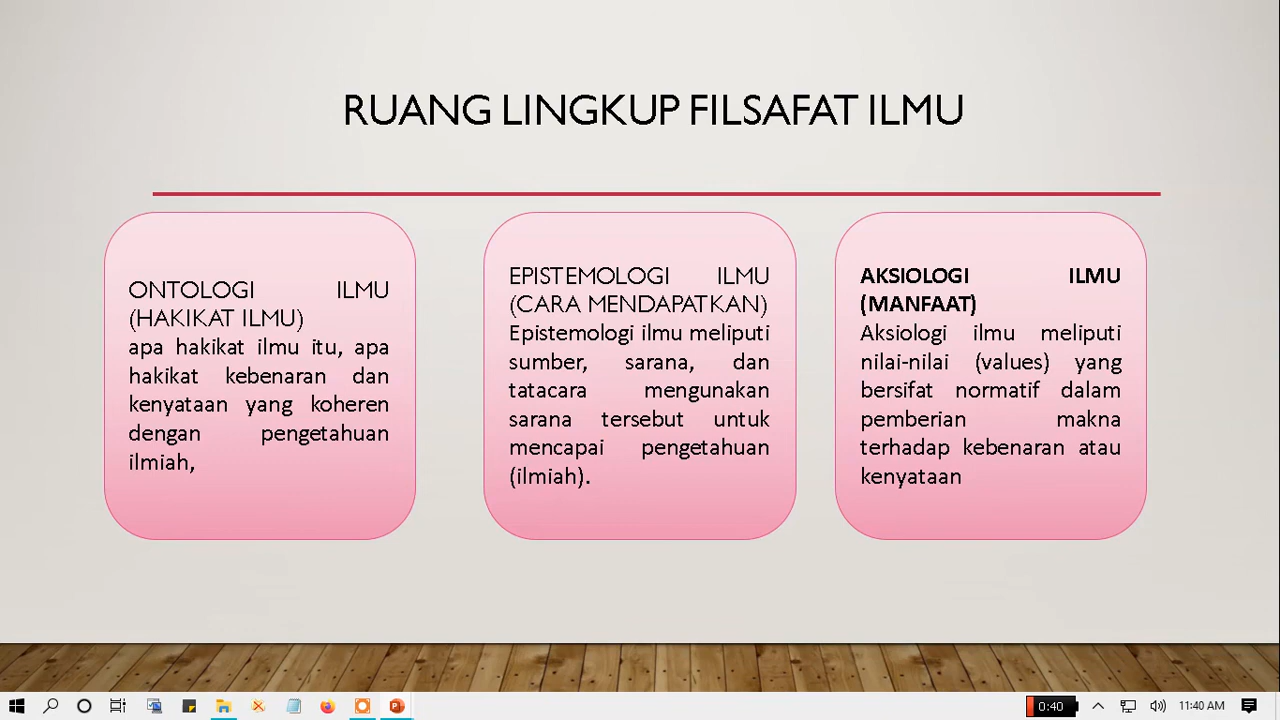 RUANG LINGKUP FILSAFAT ILMU
ONTOLOGI ILMU
(HAKIKAT ILMU)
apa hakikat ilmu itu, apa
hakikat kebenaran dan
kenyataan yang koheren
dengan pengetahuan
ilmiah,
EPISTEMOLOGI ILMU
(CARA MENDAPATKAN)
Epistemologi ilmu meliputi
sumber, sarana, dan
tatacara mengunakan
sarana tersebut untuk
mencapai pengetahuan
(ilmiah).
AKSIOLOGI ILMU
(MANFAAT)
Aksiologi ilmu meliputi
nilai-nilai (values) yang
bersifat normatif dalam
pemberian makna
terhadap kebenaran atau
kenyataan
0:40
11:40 AM